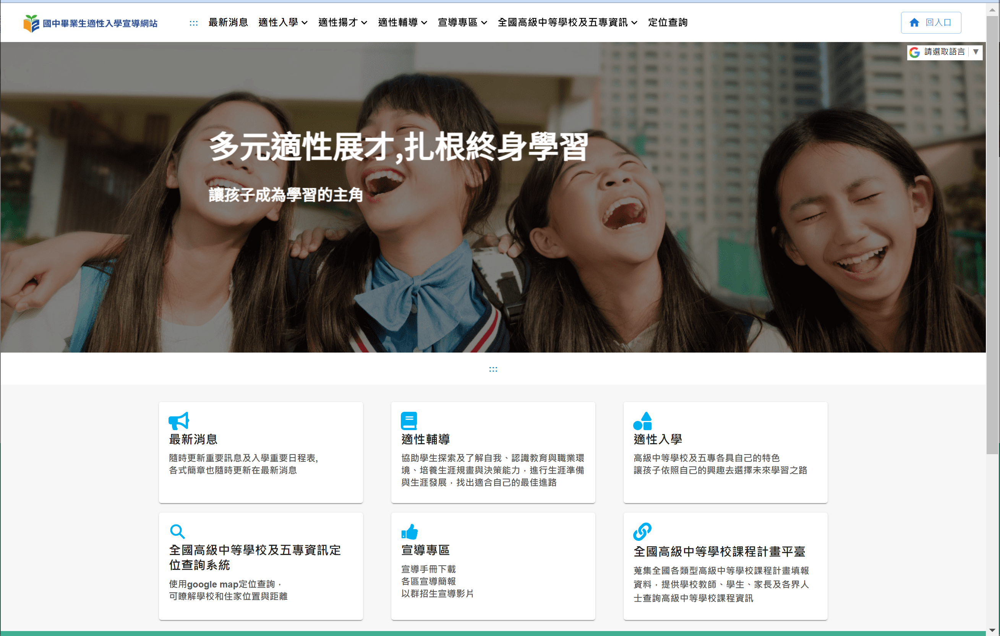 國中畢業生適性入學宣導網站
:::
最新消息
適性入學
適性揚才
適性輔導
宣導專區
全國高級中等學校及五專資訊
定位查詢
回入口
請選取語言 ▼
多元適性展才,扎根終身學習
讓孩子成為學習的主角
:::
最新消息
隨時更新重要訊息及入學重要日程表,
各式簡章也隨時更新在最新消息
適性輔導
協助學生探索及了解自我、認識教育與職業環
境、培養生涯規畫與決策能力，進行生涯準備
與生涯發展，找出適合自己的最佳進路
適性入學
高級中等學校及五專各具自己的特色
讓孩子依照自己的興趣去選擇未來學習之路
全國高級中等學校及五專資訊定
位查詢系統
使用google map定位查詢，
可瞭解學校和住家位置與距離
宣導專區
宣導手冊下載
各區宣導簡報
以群招生宣導影片
全國高級中等學校課程計畫平臺
蒐集全國各類型高級中等學校課程計畫填報
資料，提供學校教師、學生、家長及各界人
士查詢高級中等學校課程資訊